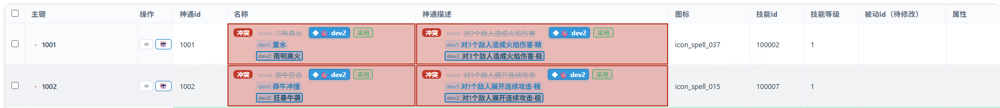 主键 操作 神通id 名称 神通描述 图标 技能id 技能等级 被动id（待修改） 属性
冲突 trunk: 三昧真火 dev2 采用 冲突 trunk: 对3个敌人造成火焰伤害 dev2 采用
· 1001 1001 dev1: 重水 dev1: 对3个敌人造成火焰伤害·精 icon_spell_037 100002 1
dev2: 南明离火 dev2: 对3个敌人造成火焰伤害·极
冲突 trunk: 蛮牛狂击 dev2 采用 冲突 trunk: 对1个敌人展开连续攻击 dev2 采用
· 1002 1002 dev1: 莽牛冲撞 dev1: 对1个敌人展开连续攻击·精 icon_spell_015 100007 1
dev2: 狂暴牛袭 dev2: 对1个敌人展开连续攻击·极